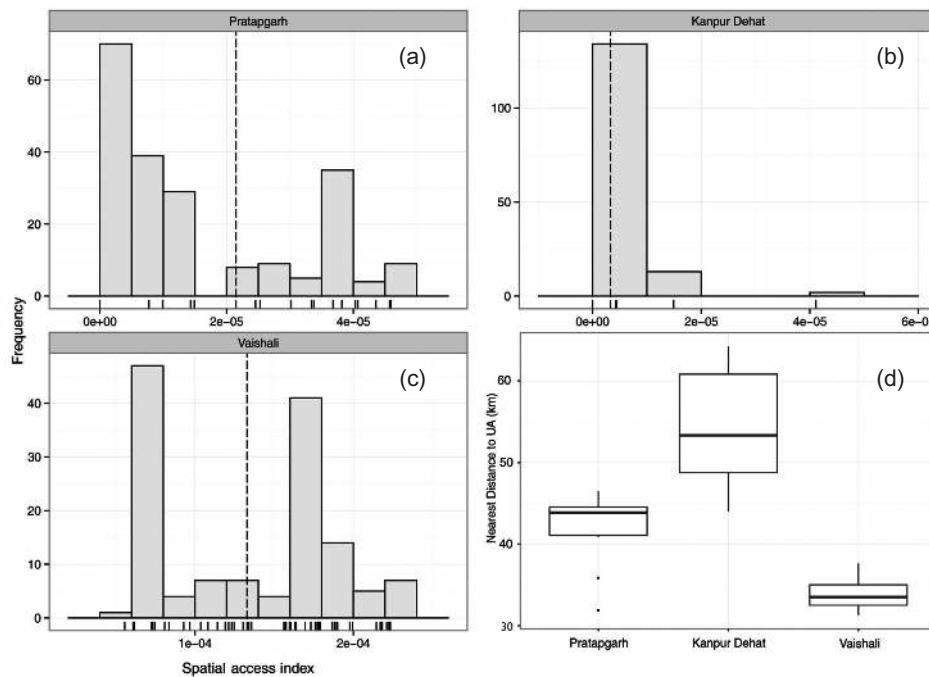 Pratapgarh
Kanpur Dehat
(a)
(b)
60
40
20
0
100
50
0
0e+00
2e-05
4e-05
0e+00
2e-05
4e-05
6e-0
Frequency
Vaishali
(c)
(d)
40
30
20
10
0
Nearest Distance to UA (km)
60
50
40
30
1e-04
2e-04
Pratapgarh
Kanpur Dehat
Vaishali
Spatial access index